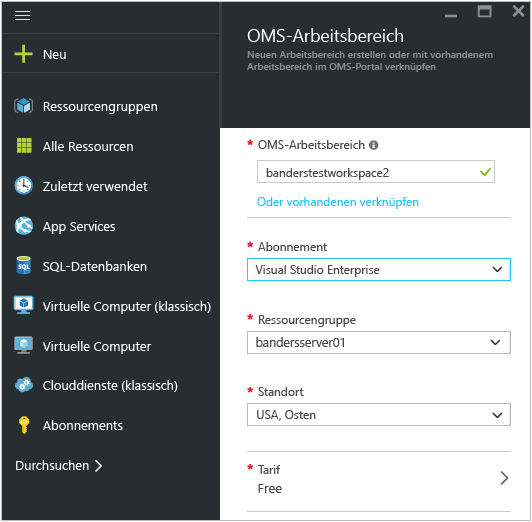 Neu
Ressourcengruppen
Alle Ressourcen
Zuletzt verwendet
App Services
SQL
SQL-Datenbanken
Virtuelle Computer (klassisch)
Virtuelle Computer
Clouddienste (klassisch)
Abonnements
Durchsuchen
OMS-Arbeitsbereich
Neuen Arbeitsbereich erstellen oder mit vorhandenem
Arbeitsbereich im OMS-Portal verknüpfen
* OMS-Arbeitsbereich
banderstestworkspace2
Oder vorhandenen verknüpfen
* Abonnement
Visual Studio Enterprise
* Ressourcengruppe
bandersserver01
* Standort
USA, Osten
* Tarif
Free